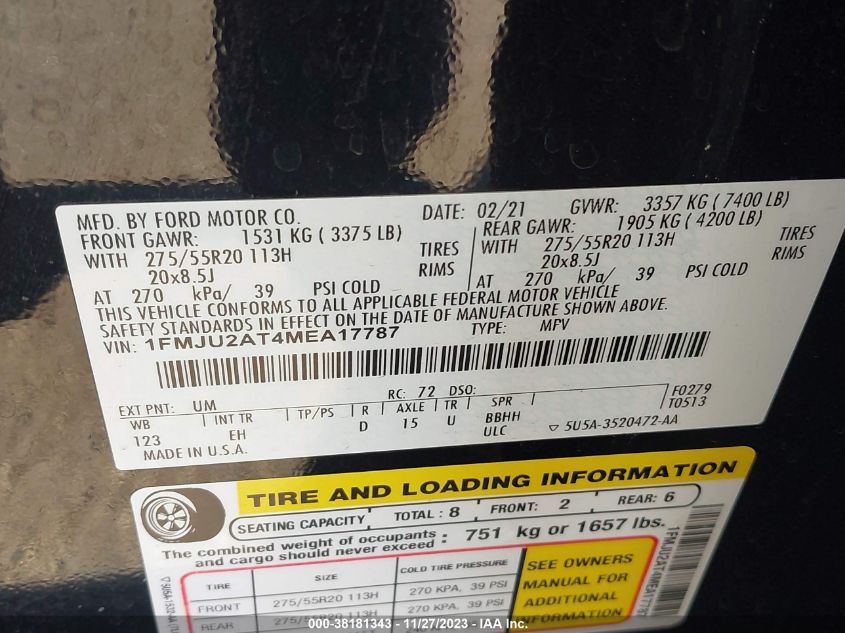 MFD. BY FORD MOTOR CO. DATE: 02/21 GVWR: 3357 KG ( 7400 LB)
FRONT GAWR: 1531 KG ( 3375 LB) REAR GAWR: 1905 KG ( 4200 LB)
WITH 275/55R20 113H TIRES WITH 275/55R20 113H TIRES
20x8.5J RIMS 20x8.5J RIMS
AT 270 kPa/ 39 PSI COLD AT 270 kPa/ 39 PSI COLD
THIS VEHICLE CONFORMS TO ALL APPLICABLE FEDERAL MOTOR VEHICLE
SAFETY STANDARDS IN EFFECT ON THE DATE OF MANUFACTURE SHOWN ABOVE.
VIN: 1FMJU2AT4MEA17787 TYPE: MPV
EXT PNT: UM RC: 72 DSO: F0279
WB INT TR TP/PS R AXLE TR SPR T0513
123 EH D 15 U BBHH
ULC ▽ 5U5A-3520472-AA
MADE IN U.S.A.
TIRE AND LOADING INFORMATION
SEATING CAPACITY TOTAL : 8 FRONT: 2 REAR: 6
The combined weight of occupants
and cargo should never exceed : 751 kg or 1657 lbs.
TIRE SIZE COLD TIRE PRESSURE
FRONT 275/55R20 113H 270 KPA, 39 PSI
REAR 275/55R20 113H
SEE OWNERS
MANUAL FOR
ADDITIONAL
INFORMATION
000-38181343 - 11/27/2023 - IAA Inc.